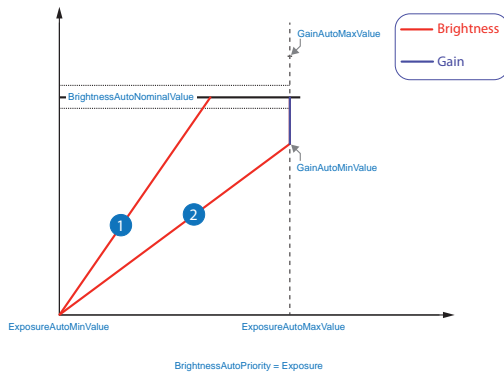 GainAutoMaxValue
Brightness
Gain
BrightnessAutoNominalValue
GainAutoMinValue
1
2
ExposureAutoMinValue
ExposureAutoMaxValue
BrightnessAutoPriority = Exposure